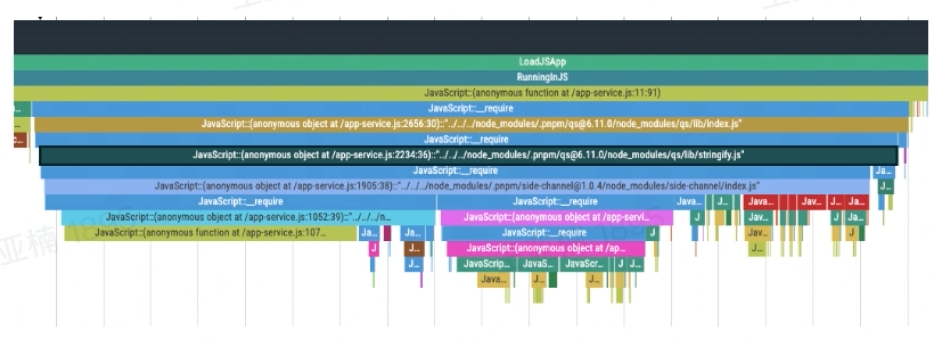 LoadJSApp
RunningInJS
JavaScript::(anonymous function at /app-service.js:11:91)
JavaScript::__require
JavaScript::(anonymous object at /app-service.js:2656:30)::"../../../node_modules/.pnpm/qs@6.11.0/node_modules/qs/lib/index.js"
JavaScript::__require
JavaScript::(anonymous object at /app-service.js:2234:36)::"../../../node_modules/.pnpm/qs@6.11.0/node_modules/qs/lib/stringify.js"
JavaScript::__require Ja...
JavaScript::(anonymous object at /app-service.js:1905:38)::"../../../node_modules/.pnpm/side-channel@1.0.4/node_modules/side-channel/index.js" J...
JavaScript::__require JavaScript::__require Java... J... Java... Jav... J... Ja...
JavaScript::(anonymous object at /app-service.js:1052:39)::"../../../n... JavaScript::(anonymous object at /app-servi... J Jav... J J Ja...
JavaScript::(anonymous function at /app-service.js:107... Ja... Ja... JavaScript::__require J Jav... J
J J... JavaScript::(anonymous object at /ap... J...
J... JavaScrip... JavaS... JavaScr... J J...
Java... J... J...